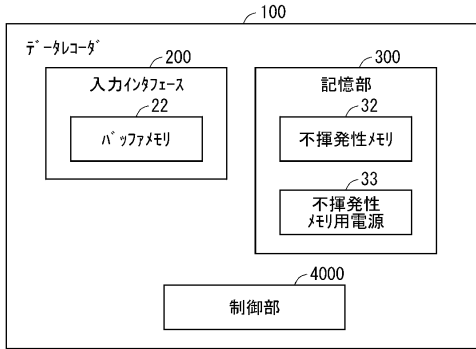 100
ﾃﾞｰﾀﾚｺｰﾀﾞ
200
入力ｲﾝﾀﾌｪｰｽ
22
ﾊﾞｯﾌｧﾒﾓﾘ
300
記憶部
32
不揮発性ﾒﾓﾘ
33
不揮発性
ﾒﾓﾘ用電源
4000
制御部